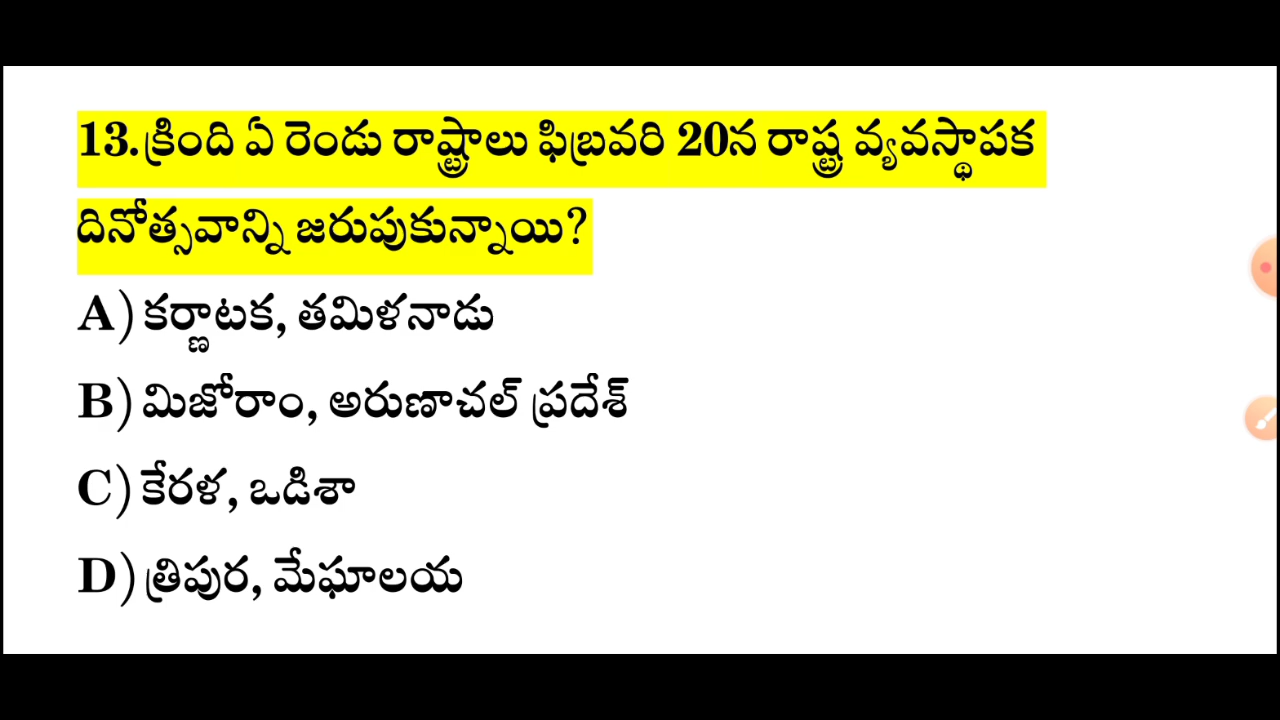 13.క్రింది ఏ రెండు రాష్ట్రాలు ఫిబ్రవరి 20న రాష్ట్ర వ్యవస్థాపక
దినోత్సవాన్ని జరుపుకున్నాయి?
A) కర్ణాటక, తమిళనాడు
B) మిజోరాం, అరుణాచల్ ప్రదేశ్
C) కేరళ, ఒడిశా
D) త్రిపుర, మేఘాలయ